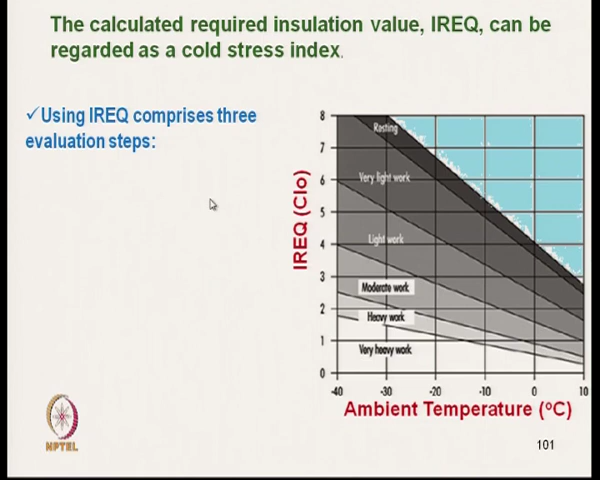 The calculated required insulation value, IREQ, can be
regarded as a cold stress index.
✓Using IREQ comprises three
evaluation steps:
IREQ (Clo)
8
7
6
5
4
3
2
1
0
Resting
Very light work
Light work
Moderate work
Heavy work
Very heavy work
-40 -30 -20 -10 0 10
Ambient Temperature (ºC)
NPTEL
101